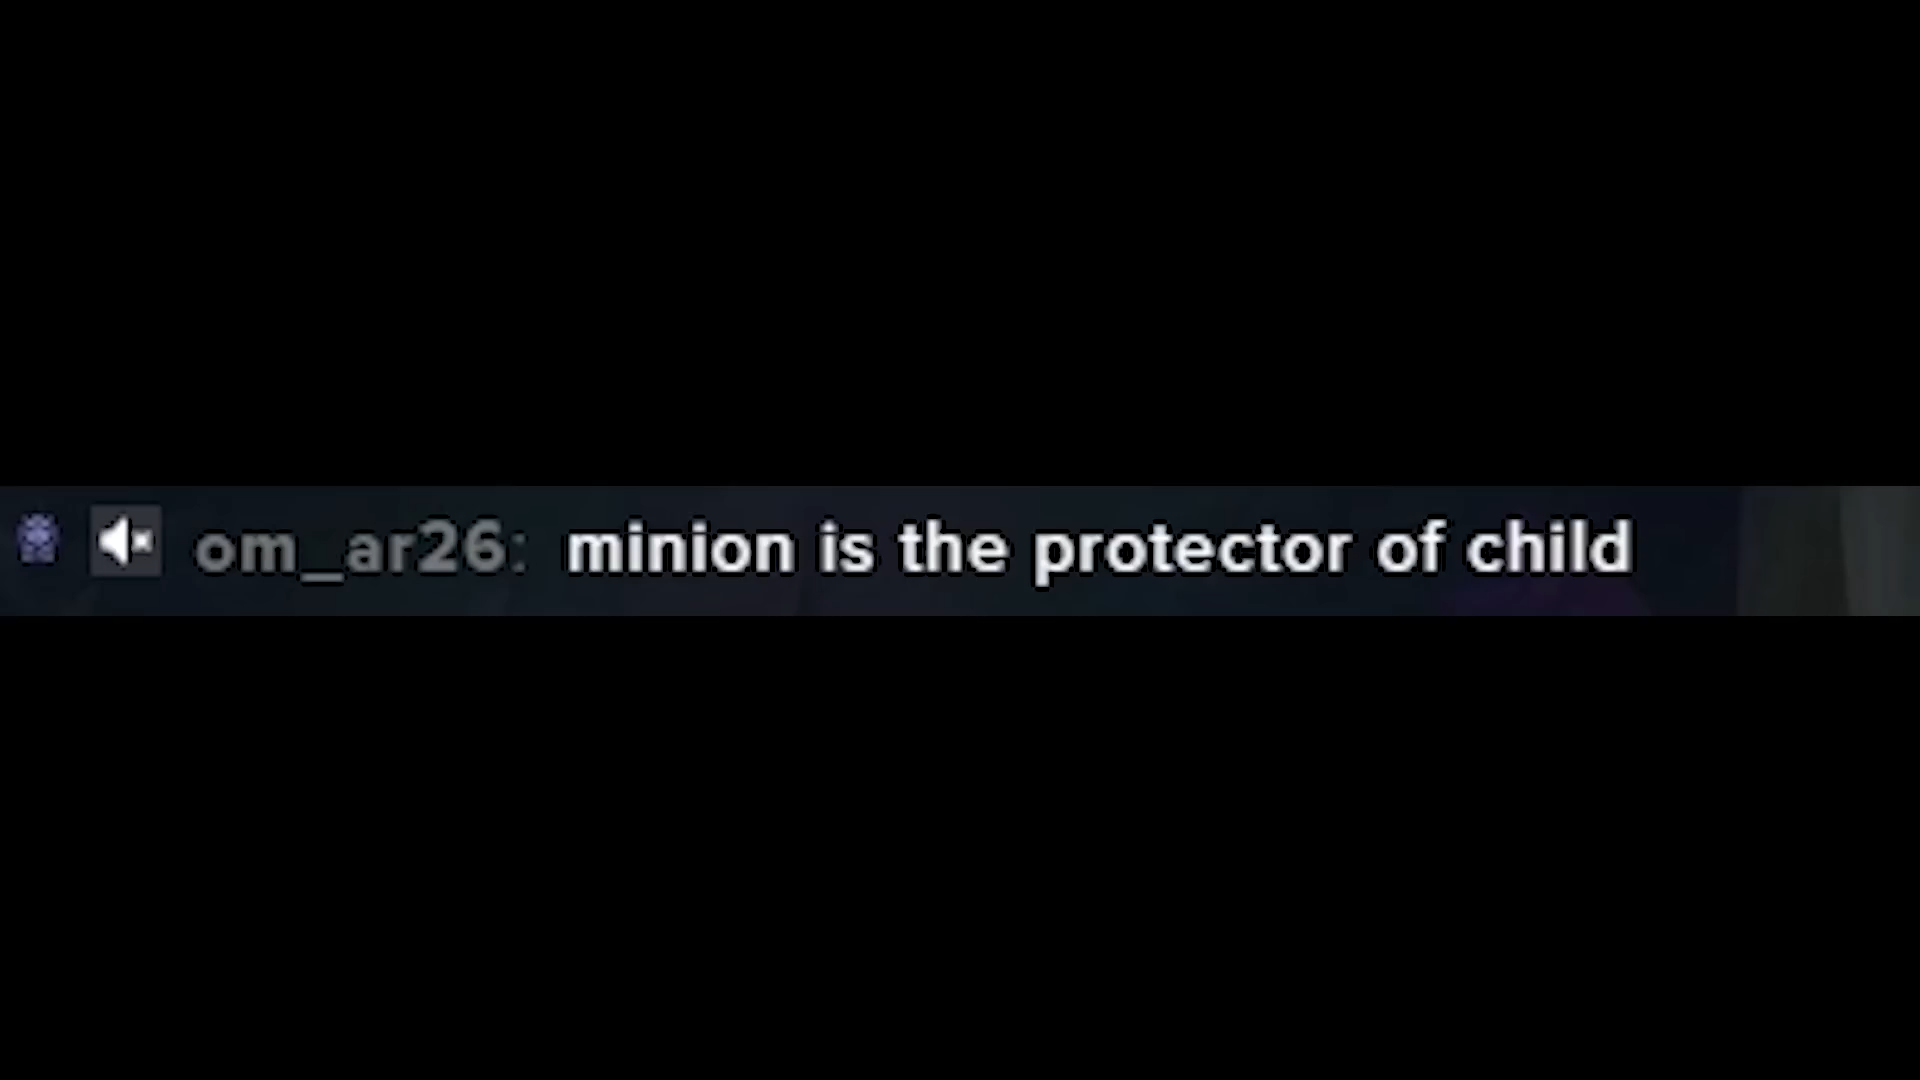 om_ar26: minion is the protector of child